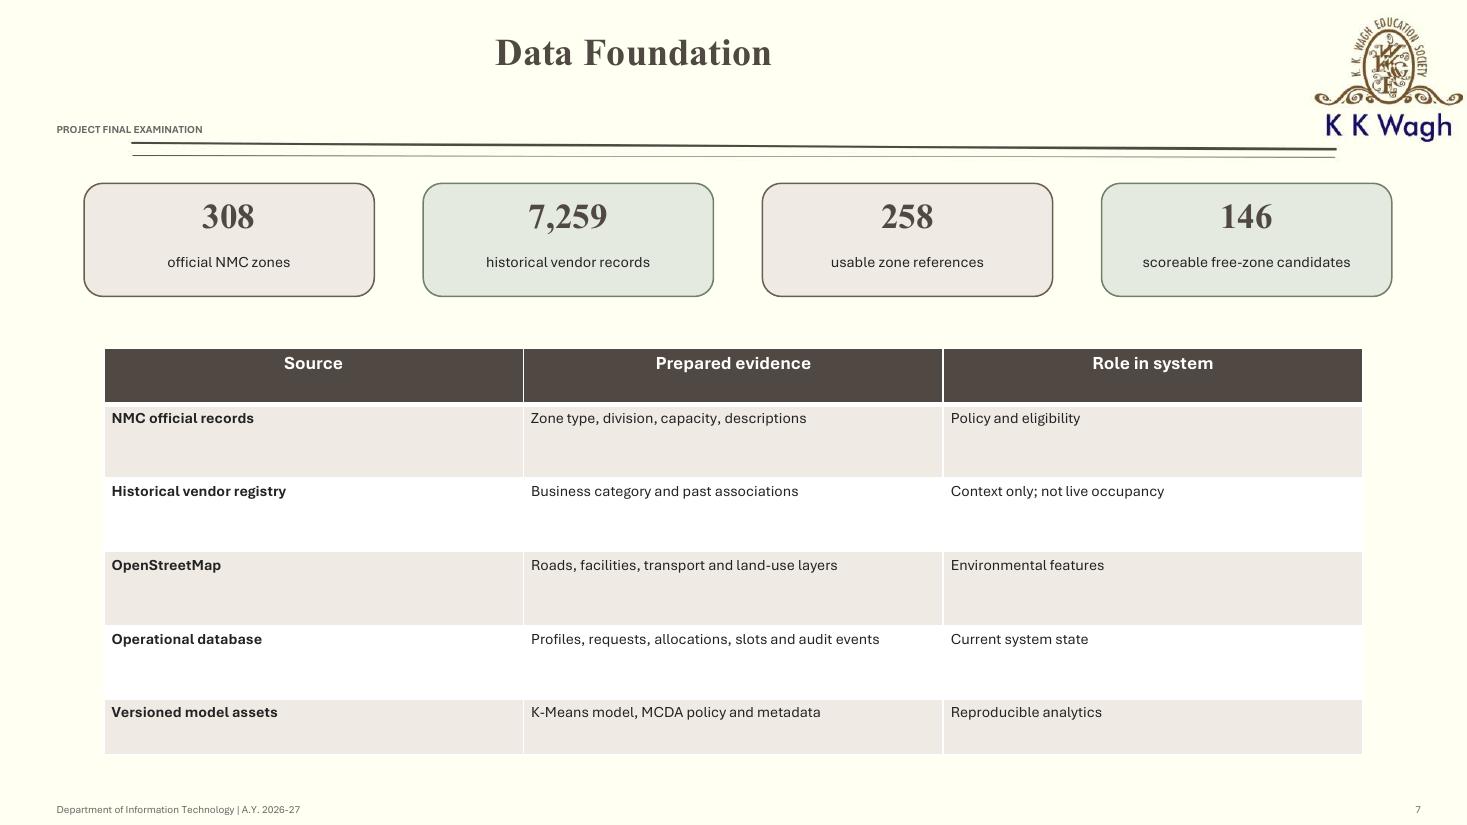 Data Foundation
K. K. WAGH EDUCATION SOCIETY
K K Wagh
PROJECT FINAL EXAMINATION
308
official NMC zones
7,259
historical vendor records
258
usable zone references
146
scoreable free-zone candidates
Source Prepared evidence Role in system
NMC official records Zone type, division, capacity, descriptions Policy and eligibility
Historical vendor registry Business category and past associations Context only; not live occupancy
OpenStreetMap Roads, facilities, transport and land-use layers Environmental features
Operational database Profiles, requests, allocations, slots and audit events Current system state
Versioned model assets K-Means model, MCDA policy and metadata Reproducible analytics
Department of Information Technology | A.Y. 2026-27
7